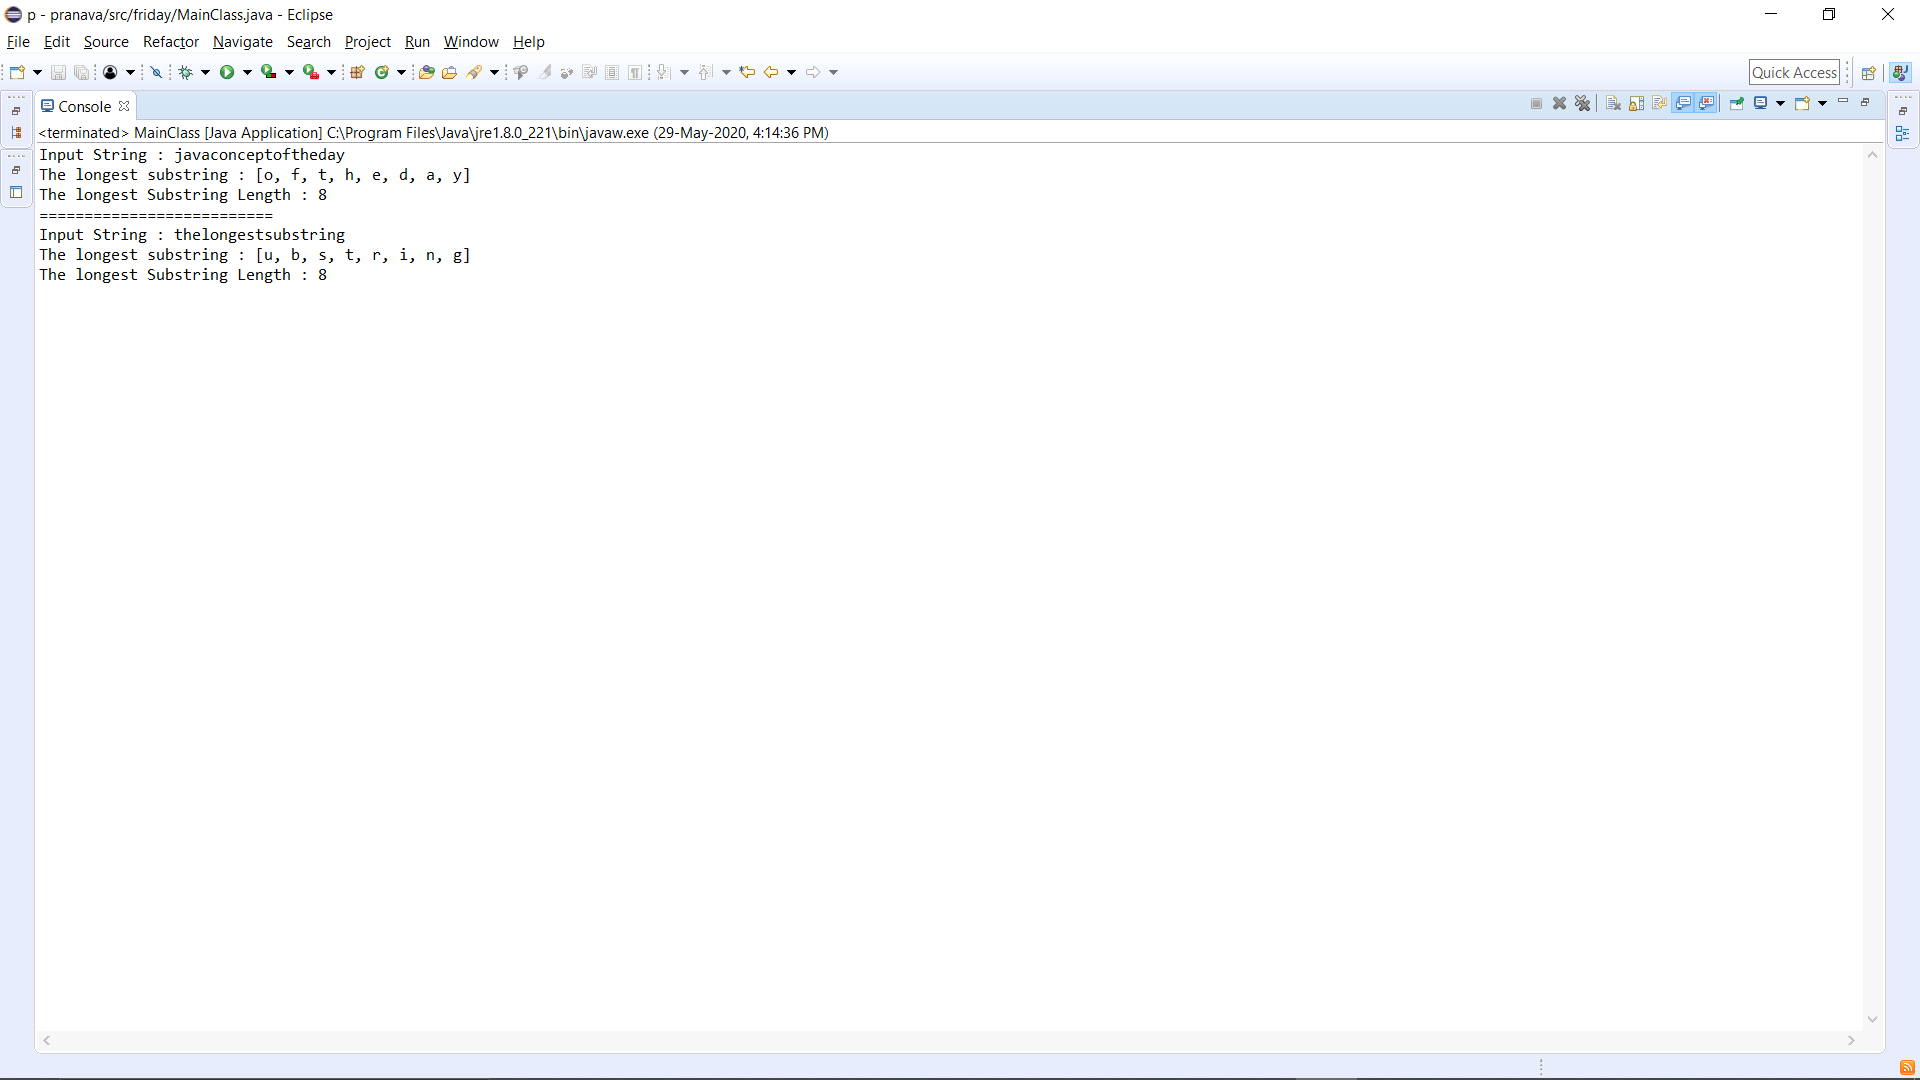 p - pranava/src/friday/MainClass.java - Eclipse
File Edit Source Refactor Navigate Search Project Run Window Help
Quick Access
Console
<terminated> MainClass [Java Application] C:\Program Files\Java\jre1.8.0_221\bin\javaw.exe (29-May-2020, 4:14:36 PM)
Input String : javaconceptoftheday
The longest substring : [o, f, t, h, e, d, a, y]
The longest Substring Length : 8
==========================
Input String : thelongestsubstring
The longest substring : [u, b, s, t, r, i, n, g]
The longest Substring Length : 8